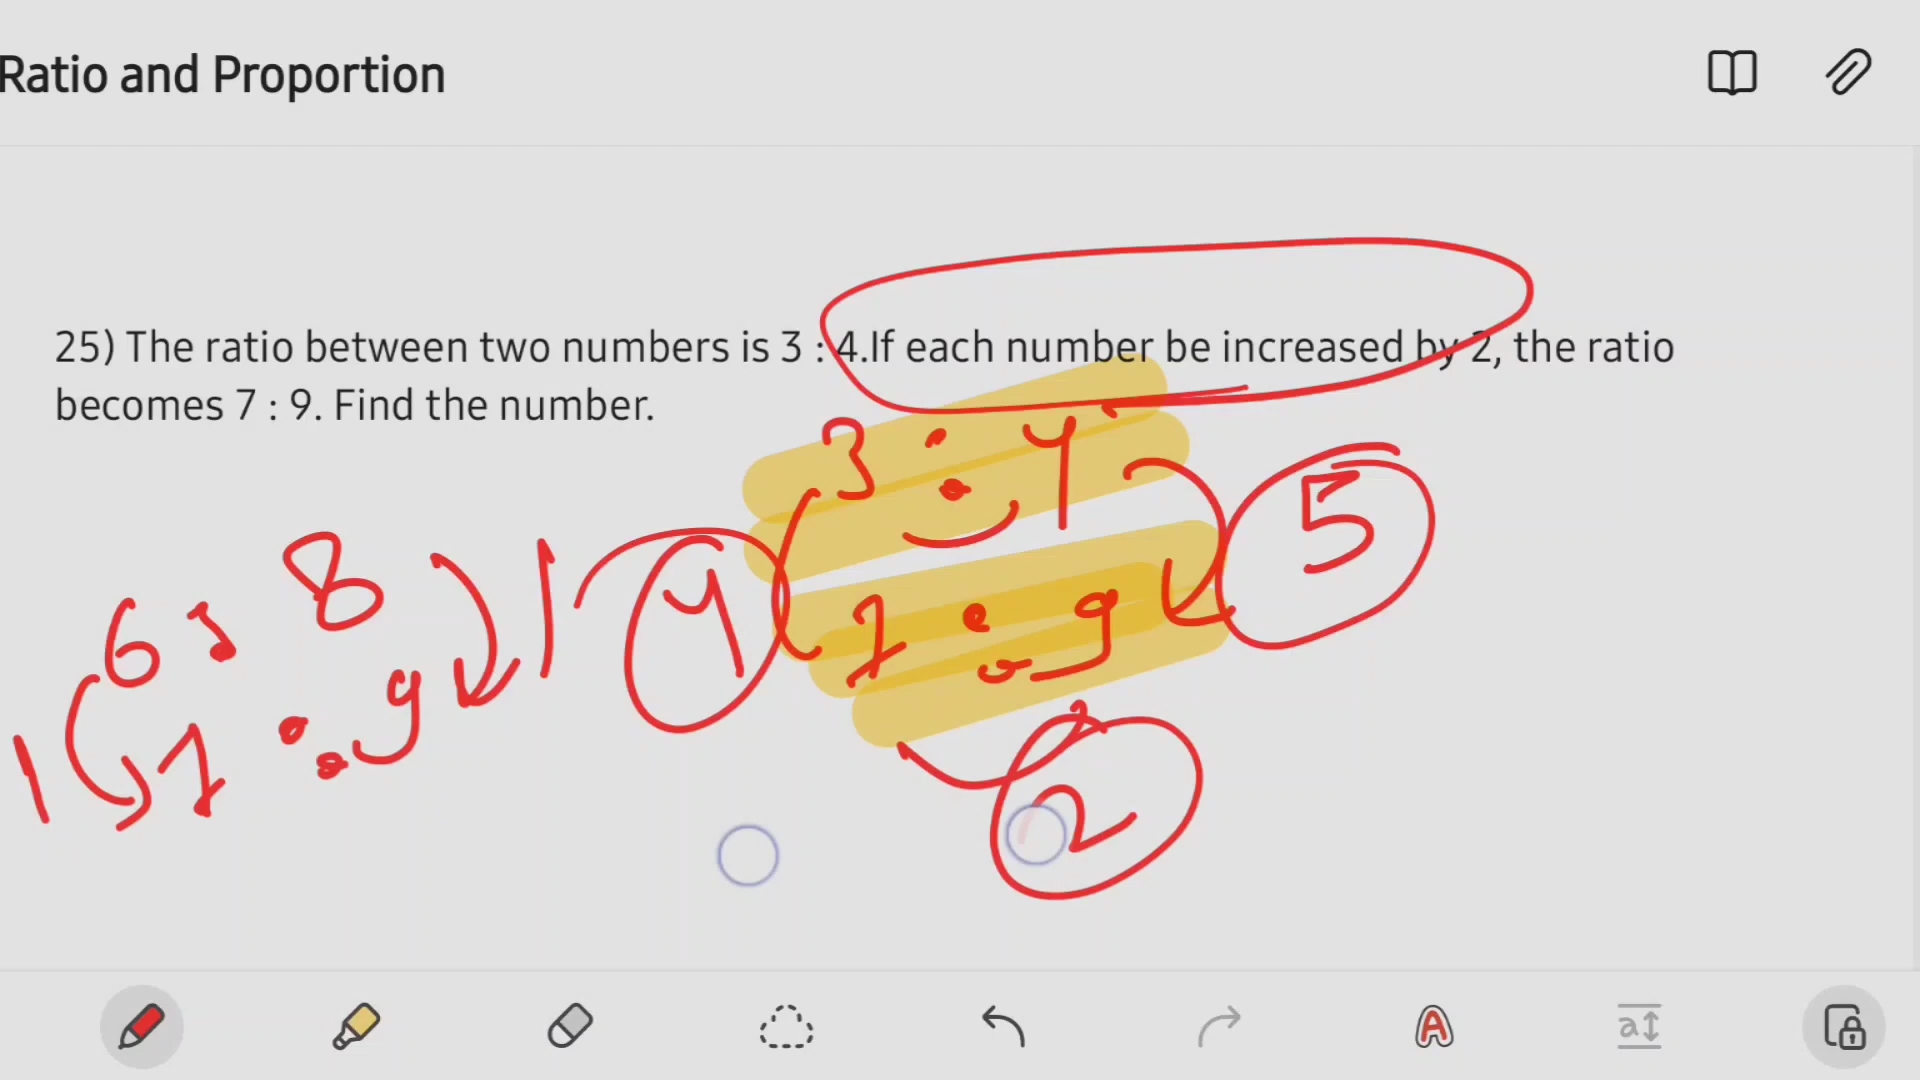 Ratio and Proportion
25) The ratio between two numbers is 3 : 4.If each number be increased by 2, the ratio
becomes 7 : 9. Find the number.
3 : 4
5
6 : 8
1
4
7 : 9
1
7 : 9
2
A
a